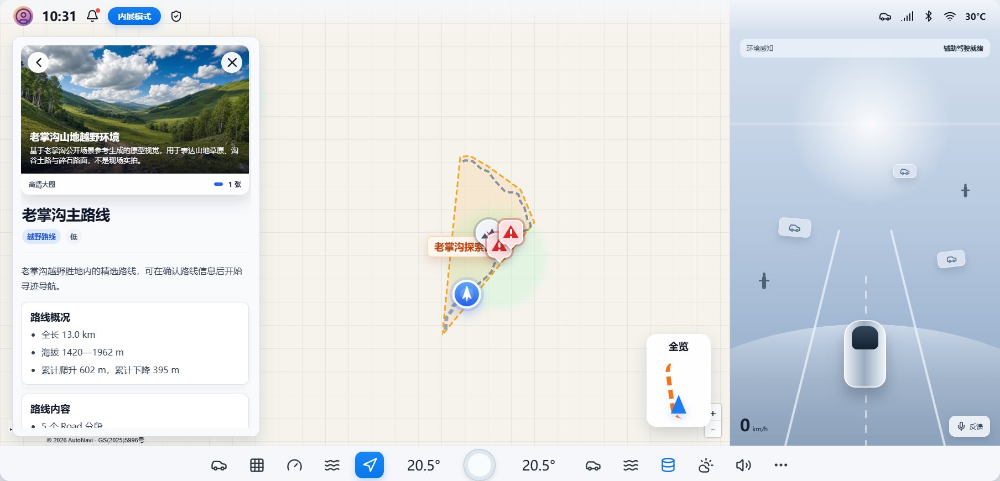 10:31
内展模式
30°C
老掌沟山地越野环境
基于老掌沟公开场景参考生成的原型视觉，用于表达山地草原、沟
谷土路与碎石路面，不是现场实拍。
高清大图
1 张
老掌沟主路线
越野路线
低
老掌沟越野胜地内的精选路线，可在确认路线信息后开始
寻迹导航。
路线概况
全长 13.0 km
海拔 1420—1962 m
累计爬升 602 m，累计下降 395 m
路线内容
5 个 Road 分段
© 2026 AutoNavi - GS(2025)5996号
老掌沟探索
全览
+
-
环境感知
辅助驾驶就绪
0 km/h
反馈
20.5°
20.5°